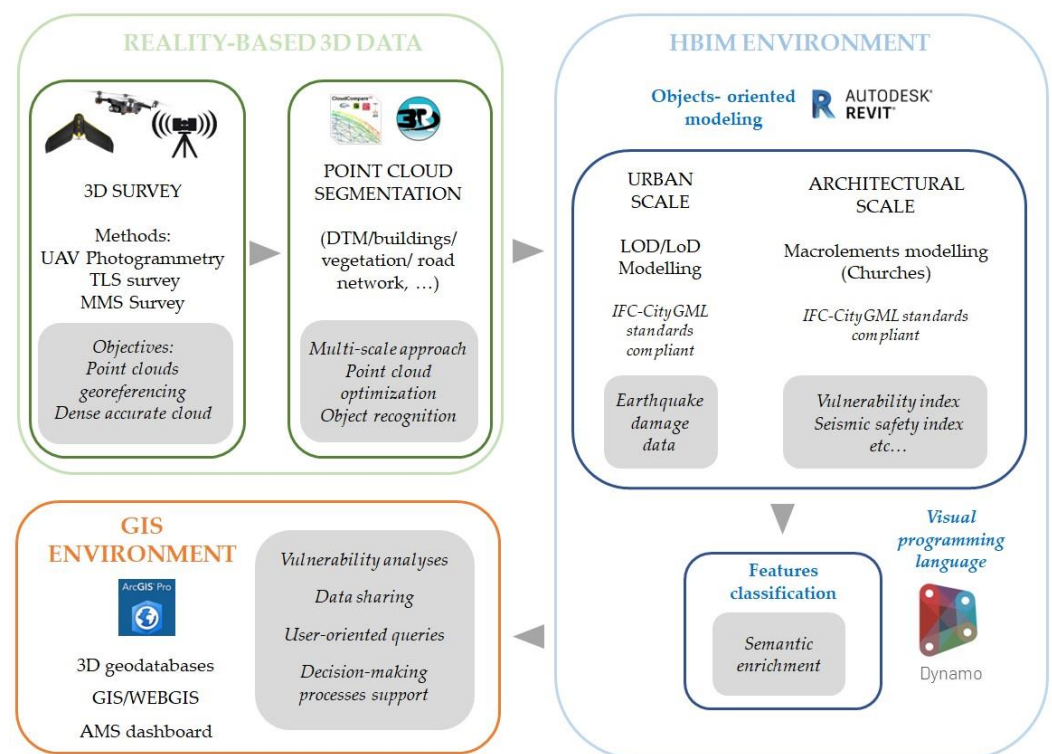 REALITY-BASED 3D DATA
3D SURVEY
Methods:
UAV Photogrammetry
TLS survey
MMS Survey
Objectives:
Point clouds
georeferencing
Dense accurate cloud
CloudCompare
3DR
POINT CLOUD
SEGMENTATION
(DTM/buildings/
vegetation/ road
network, …)
Multi-scale approach
Point cloud
optimization
Object recognition
HBIM ENVIRONMENT
Objects- oriented
modeling
R AUTODESK®
REVIT®
URBAN
SCALE
LOD/LoD
Modelling
IFC-CityGML
standards
compliant
Earthquake
damage
data
ARCHITECTURAL
SCALE
Macrolements modelling
(Churches)
IFC-CityGML standards
compliant
Vulnerability index
Seismic safety index
etc…
Features
classification
Semantic
enrichment
Visual
programming
language
Dynamo
GIS
ENVIRONMENT
ArcGIS Pro
3D geodatabases
GIS/WEBGIS
AMS dashboard
Vulnerability analyses
Data sharing
User-oriented queries
Decision-making
processes support